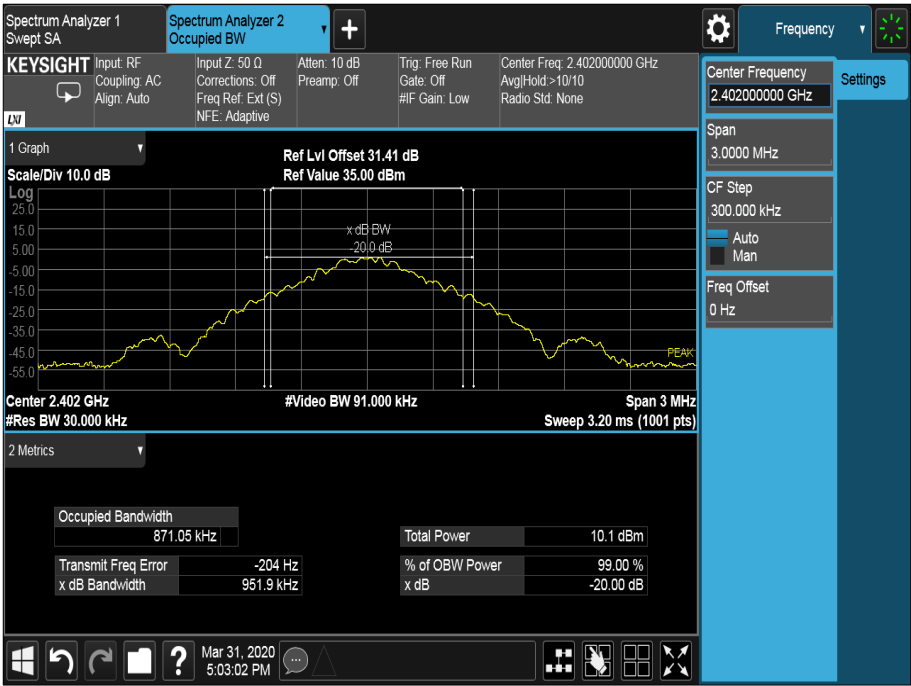 Spectrum Analyzer 1
Swept SA
Spectrum Analyzer 2
Occupied BW
Frequency
KEYSIGHT
LXI
Input: RF
Coupling: AC
Align: Auto
Input Z: 50 Ω
Corrections: Off
Freq Ref: Ext (S)
NFE: Adaptive
Atten: 10 dB
Preamp: Off
Trig: Free Run
Gate: Off
#IF Gain: Low
Center Freq: 2.402000000 GHz
Avg|Hold:>10/10
Radio Std: None
Center Frequency
2.402000000 GHz
Settings
Span
3.0000 MHz
CF Step
300.000 kHz
Auto
Man
Freq Offset
0 Hz
1 Graph
Scale/Div 10.0 dB
Ref Lvl Offset 31.41 dB
Ref Value 35.00 dBm
Log
25.0
15.0
5.00
-5.00
-15.0
-25.0
-35.0
-45.0
-55.0
x dB BW
-20.0 dB
PEAK
Center 2.402 GHz
#Video BW 91.000 kHz
Span 3 MHz
#Res BW 30.000 kHz
Sweep 3.20 ms (1001 pts)
2 Metrics
Occupied Bandwidth
871.05 kHz
Total Power 10.1 dBm
Transmit Freq Error -204 Hz
% of OBW Power 99.00 %
x dB Bandwidth 951.9 kHz
x dB -20.00 dB
Mar 31, 2020
5:03:02 PM